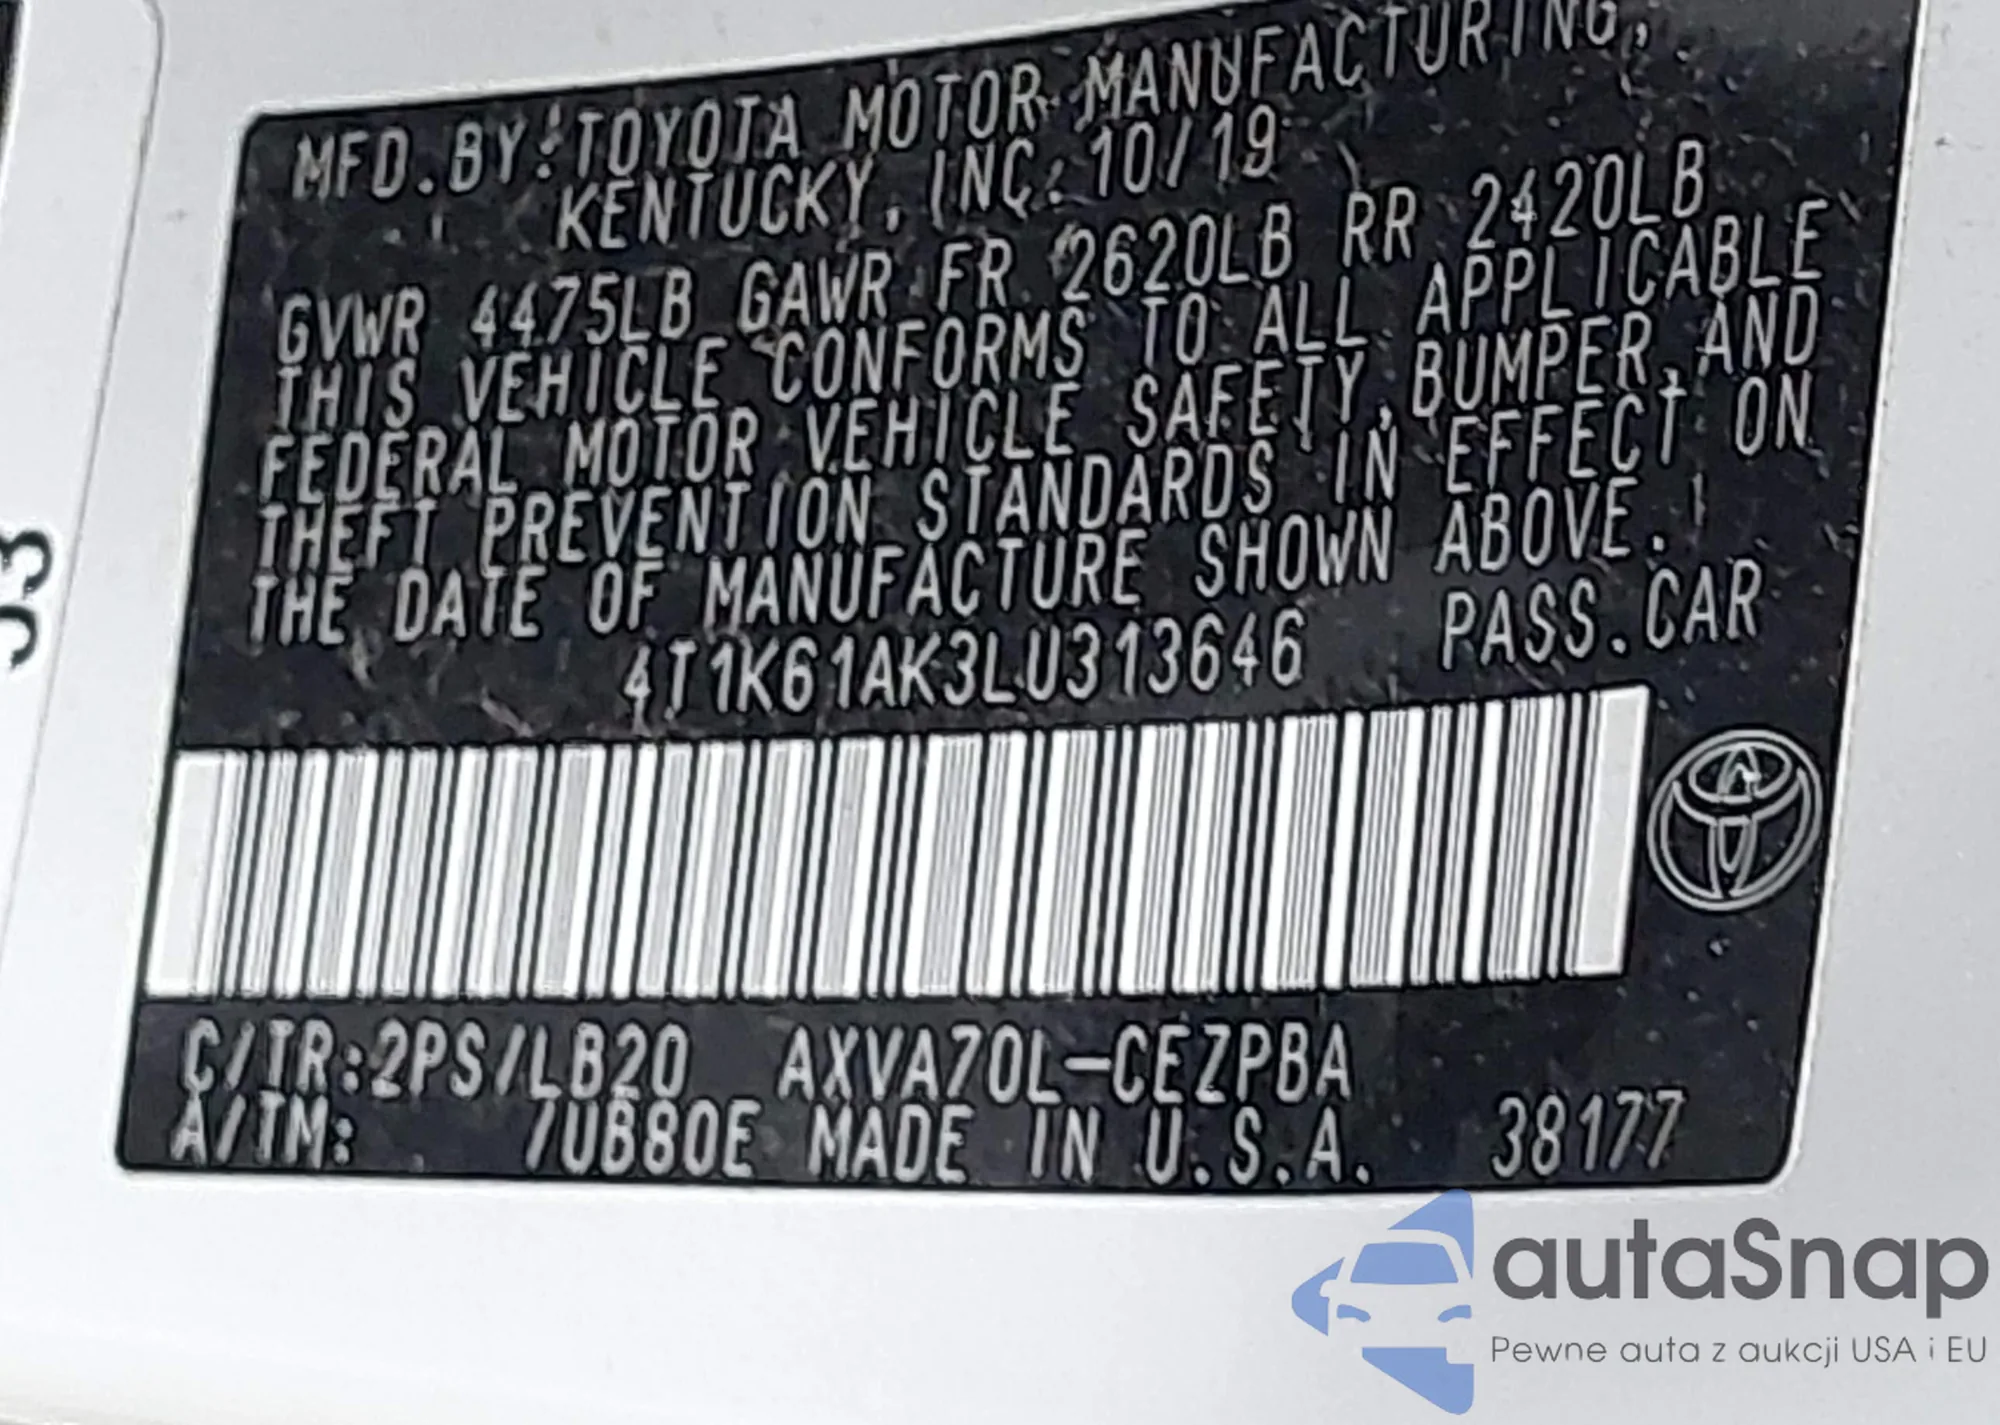 MFD. BY: TOYOTA MOTOR MANUFACTURING,
KENTUCKY, INC. 10/19
GVWR 4475LB GAWR FR 2620LB RR 2420LB
THIS VEHICLE CONFORMS TO ALL APPLICABLE
FEDERAL MOTOR VEHICLE SAFETY, BUMPER, AND
THEFT PREVENTION STANDARDS IN EFFECT ON
THE DATE OF MANUFACTURE SHOWN ABOVE.
4T1K61AK3LU313646 PASS. CAR
C/TR: 2PS/LB20 AXVA70L-CEZPBA
A/TM: /UB80E MADE IN U.S.A. 38177
autaSnap
Pewne auta z aukcji USA i EU